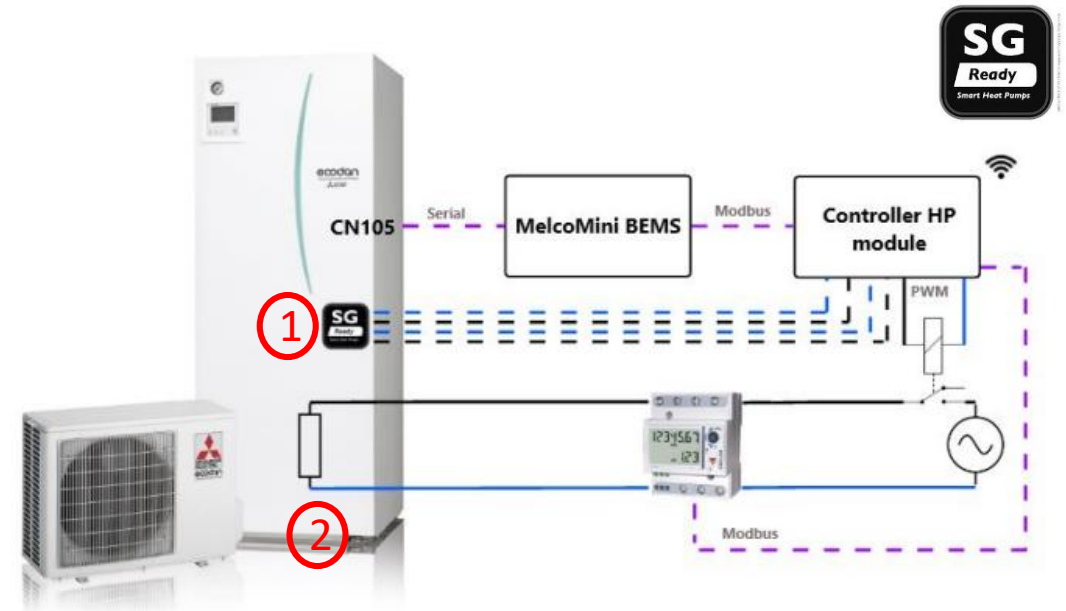 SG
Ready
Smart Heat Pumps
ecodan
CN105
Serial
MelcoMini BEMS
Modbus
Controller HP
module
PWM
1
SG
Ready
1234567
123
ecodan
2
Modbus